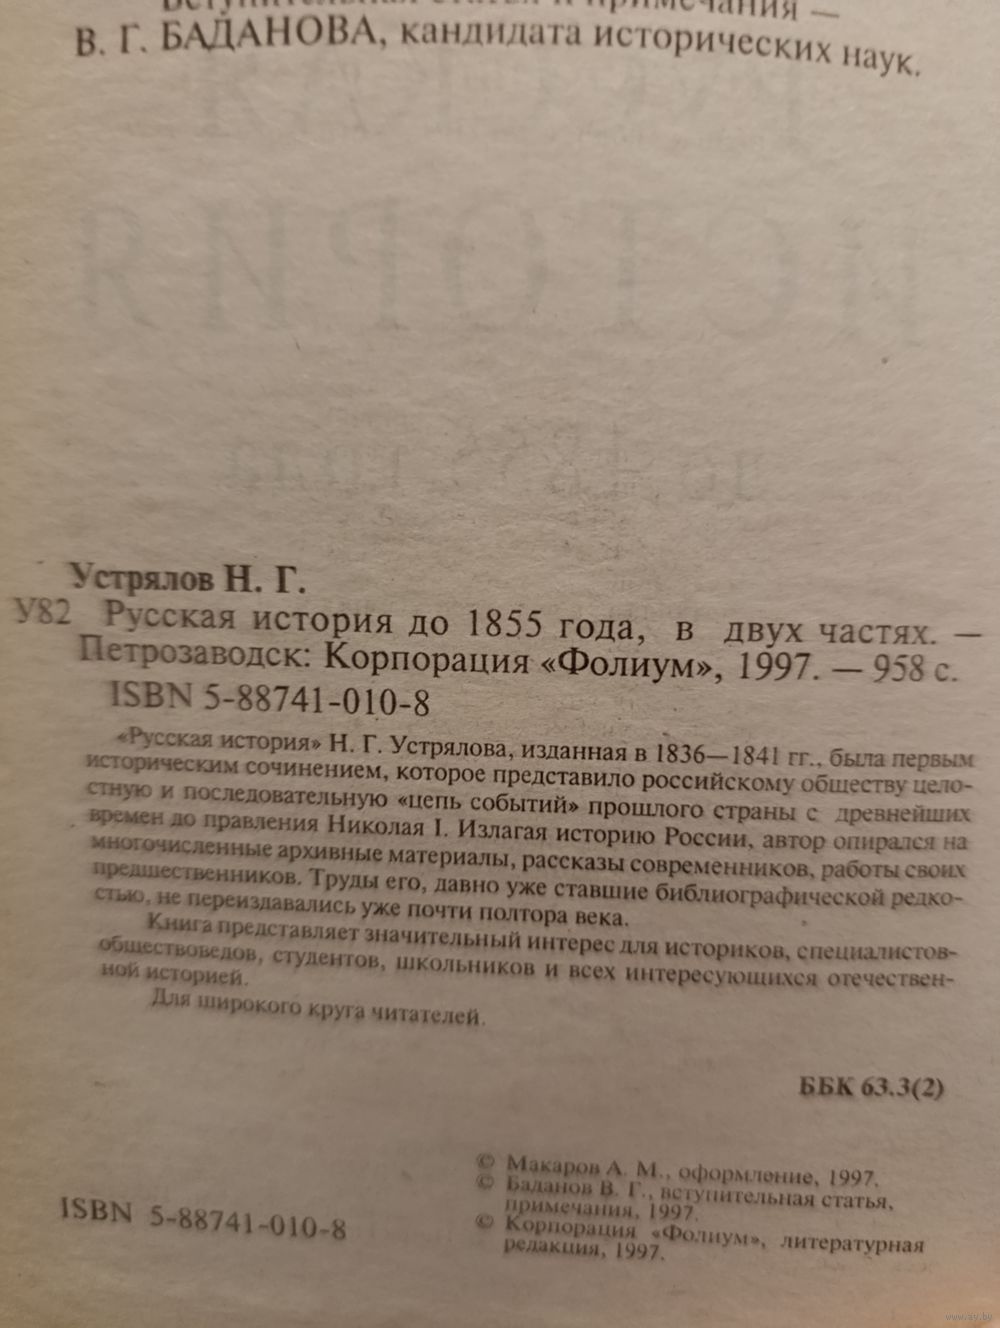 Вступительная статья и примечания —
В. Г. БАДАНОВА, кандидата исторических наук.
Устрялов Н. Г.
У82 Русская история до 1855 года, в двух частях. —
Петрозаводск: Корпорация «Фолиум», 1997. — 958 с.
ISBN 5-88741-010-8
«Русская история» Н. Г. Устрялова, изданная в 1836—1841 гг., была первым
историческим сочинением, которое представило российскому обществу цело-
стную и последовательную «цепь событий» прошлого страны с древнейших
времен до правления Николая I. Излагая историю России, автор опирался на
многочисленные архивные материалы, рассказы современников, работы своих
предшественников. Труды его, давно уже ставшие библиографической редко-
стью, не переиздавались уже почти полтора века.
Книга представляет значительный интерес для историков, специалистов-
обществоведов, студентов, школьников и всех интересующихся отечествен-
ной историей.
Для широкого круга читателей.
ББК 63.3(2)
© Макаров А. М., оформление, 1997.
© Баданов В. Г., вступительная статья,
примечания, 1997.
© Корпорация «Фолиум», литературная
редакция, 1997.
ISBN 5-88741-010-8
www.ay.by